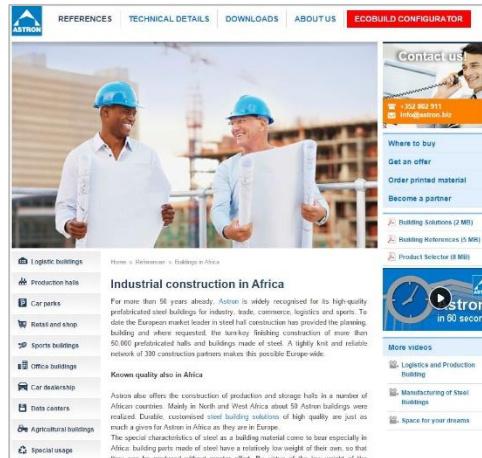 ASTRON
REFERENCES TECHNICAL DETAILS DOWNLOADS ABOUT US ECOBUILD CONFIGURATOR
Contact us!
+352 802 911
info@astron.biz
Where to buy
Get an offer
Order printed material
Become a partner
Building Solutions (2 MB)
Building References (5 MB)
Product Selector (8 MB)
Astron
in 60 secon
More videos
Logistic and Production
Building
Manufacturing of Steel
Buildings
Space for your dreams
Logistic buildings
Production halls
Car parks
Retail and shop
Sports buildings
Office buildings
Car dealership
Data centers
Agricultural buildings
Special usage
Home > References > Buildings in Africa
Industrial construction in Africa
For more than 50 years already, Astron is widely recognised for its high-quality
prefabricated steel buildings for industry, trade, commerce, logistics and sports. To
date the European market leader in steel hall construction has provided the planning,
building and where requested, the turn-key finishing construction of more than
50,000 prefabricated halls and buildings made of steel. A tightly knit and reliable
network of 300 construction partners makes this possible Europe-wide.
Known quality also in Africa
Astron also offers the construction of production and storage halls in a number of
African countries. Mainly in North and West Africa about 50 Astron buildings were
realized. Durable, customised steel building solutions of high quality are just as
much a given for Astron in Africa as they are in Europe.
The special characteristics of steel as a building material come to bear especially in
Africa: building parts made of steel have a relatively low weight of their own, so that